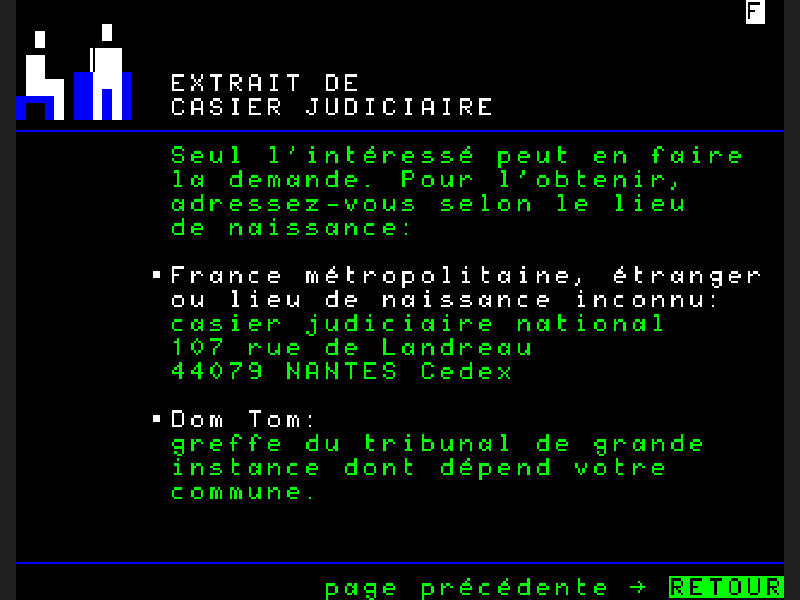 F
EXTRAIT DE
CASIER JUDICIAIRE
Seul l'intéressé peut en faire
la demande. Pour l'obtenir,
adressez-vous selon le lieu
de naissance:
▪France métropolitaine, étranger
ou lieu de naissance inconnu:
casier judiciaire national
107 rue de Landreau
44079 NANTES Cedex
▪Dom Tom:
greffe du tribunal de grande
instance dont dépend votre
commune.
page précédente → RETOUR